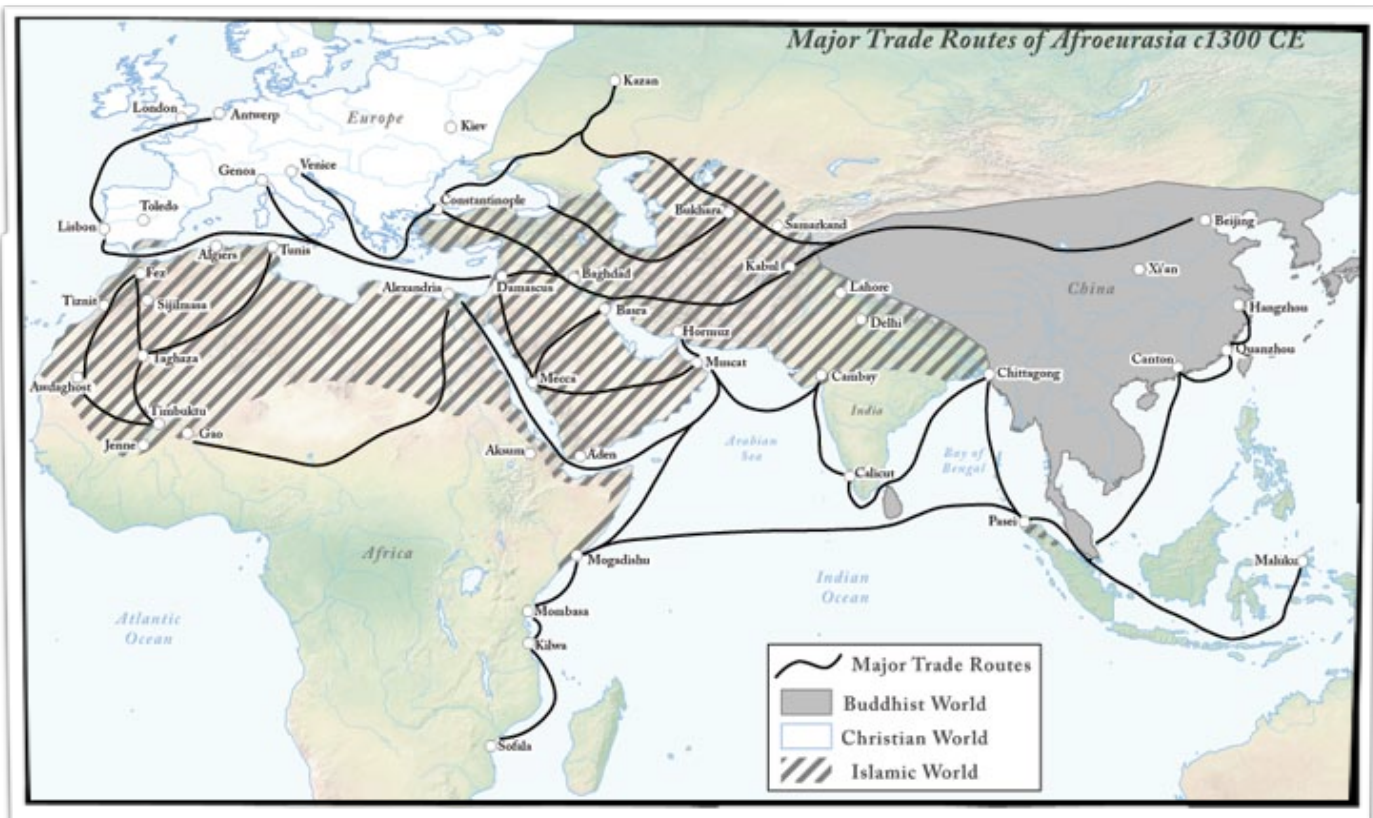 Major Trade Routes of Afroeurasia c1300 CE
Kazan
London
Antwerp
Europe
Kiev
Genoa
Venice
Toledo
Lisbon
Constantinople
Bukhara
Samarkand
Beijing
Algiers
Tunis
Fez
Alexandria
Damascus
Baghdad
Kabul
Xi'an
China
Tiznit
Sijilmasa
Lahore
Basra
Hangzhou
Delhi
Hormuz
Taghaza
Muscat
Canton
Quanzhou
Awdaghost
Mecca
Cambay
Chittagong
Timbuktu
India
Gao
Jenne
Aksum
Aden
Arabian
Sea
Bay of
Bengal
Calicut
Pasei
Africa
Mogadishu
Maluku
Indian
Ocean
Mombasa
Atlantic
Ocean
Kilwa
Sofala
Major Trade Routes
Buddhist World
Christian World
Islamic World